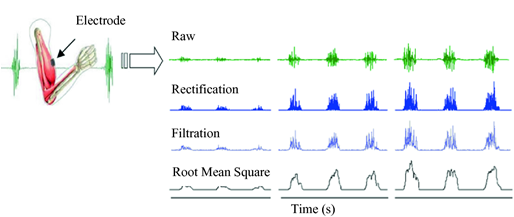 Electrode
Raw
Rectification
Filtration
Root Mean Square
Time (s)